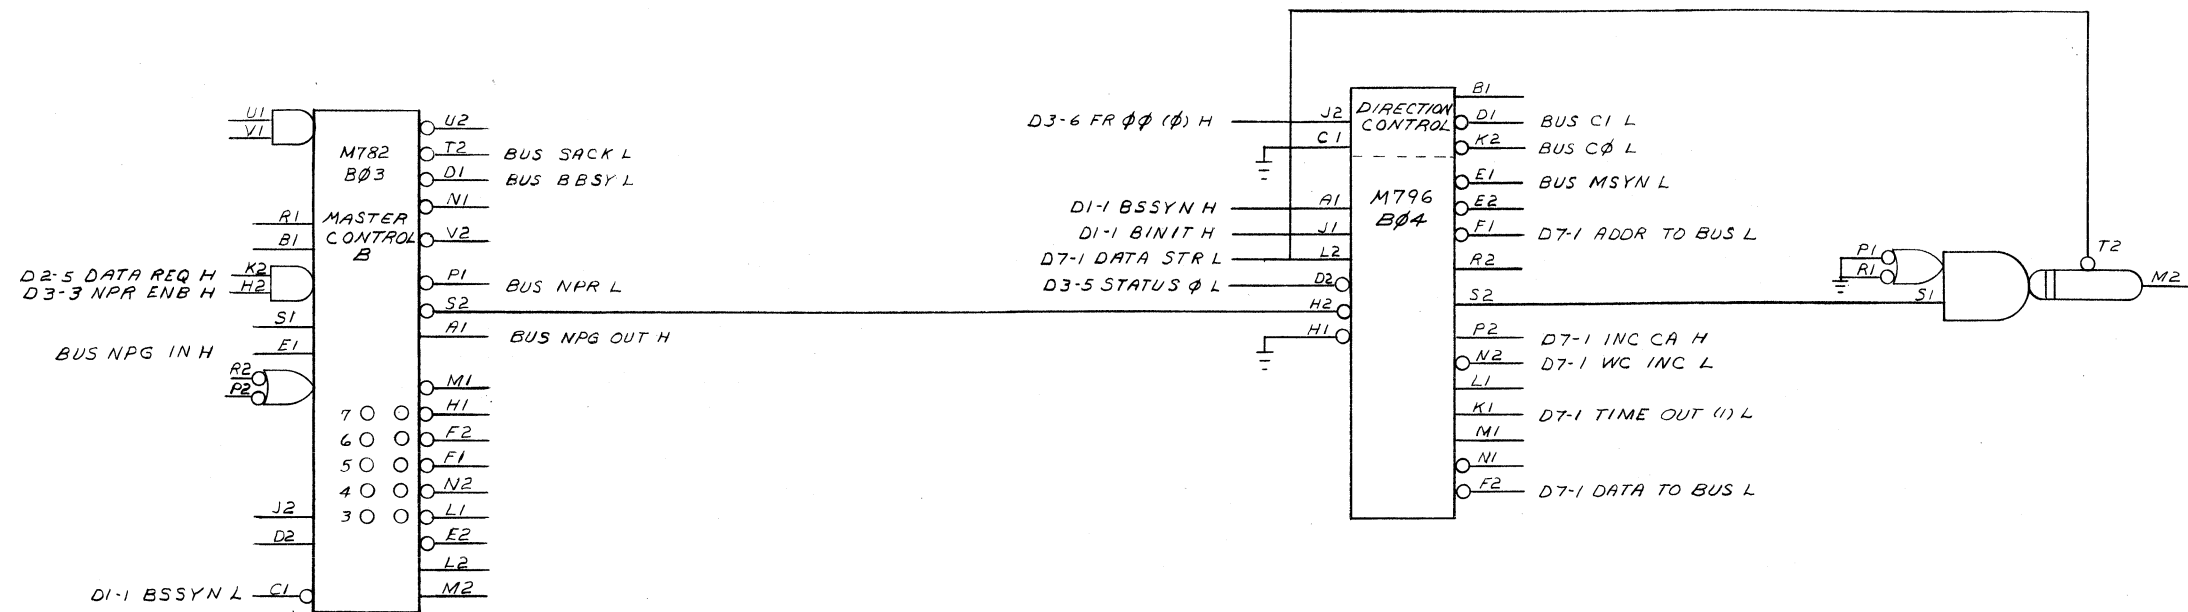 U1
V1
M782
BØ3
MASTER
CONTROL
B
R1
B1
D2-5 DATA REQ H K2
D3-3 NPR ENB H H2
S1
BUS NPG IN H E1
R2
P2
7
6
5
4
3
J2
D2
D1-1 BSSYN L C1
U2
T2 BUS SACK L
D1 BUS BBSY L
N1
V2
P1 BUS NPR L
S2
A1 BUS NPG OUT H
M1
H1
F2
F1
N2
L1
E2
L2
M2
D3-6 FR ØØ (Ø) H J2
C1
D1-1 BSSYN H A1
D1-1 BINIT H J1
D7-1 DATA STR L L2
D3-5 STATUS Ø L D2
H2
H1
DIRECTION
CONTROL
M796
BØ4
B1
D1 BUS C1 L
K2 BUS CØ L
E1 BUS MSYN L
E2
F1 D7-1 ADDR TO BUS L
R2
S2
P2 D7-1 INC CA H
N2 D7-1 WC INC L
L1
K1 D7-1 TIME OUT (1) L
M1
N1
F2 D7-1 DATA TO BUS L
P1
R1
S1
T2
M2